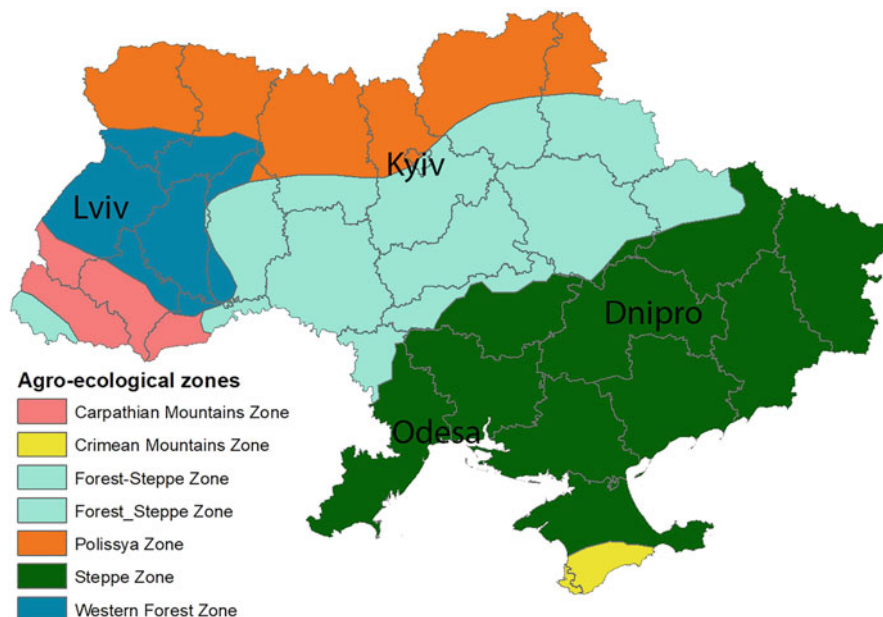 Kyiv
Lviv
Dnipro
Odesa
Agro-ecological zones
Carpathian Mountains Zone
Crimean Mountains Zone
Forest-Steppe Zone
Forest_Steppe Zone
Polissya Zone
Steppe Zone
Western Forest Zone